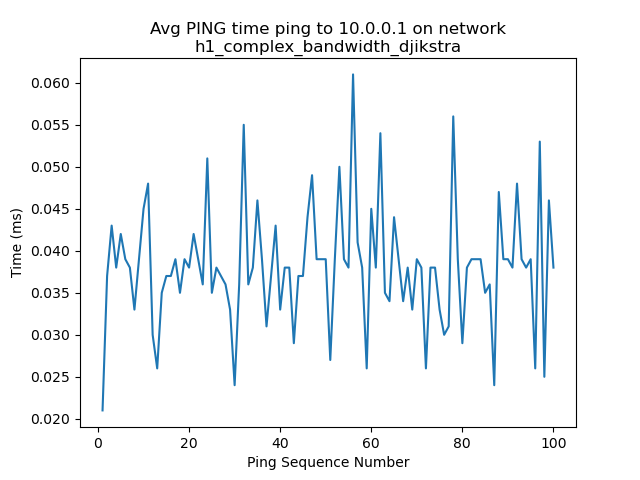 Avg PING time ping to 10.0.0.1 on network
h1_complex_bandwidth_djikstra
0.060
0.055
0.050
0.045
0.040
0.035
0.030
0.025
0.020
Time (ms)
0 20 40 60 80 100
Ping Sequence Number